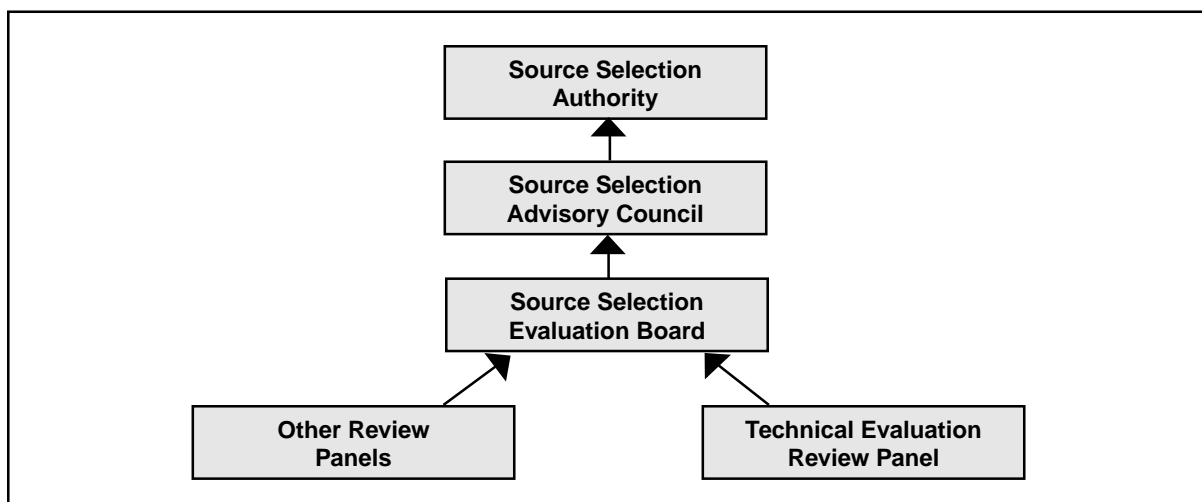 Source Selection
Authority
Source Selection
Advisory Council
Source Selection
Evaluation Board
Other Review
Panels
Technical Evaluation
Review Panel